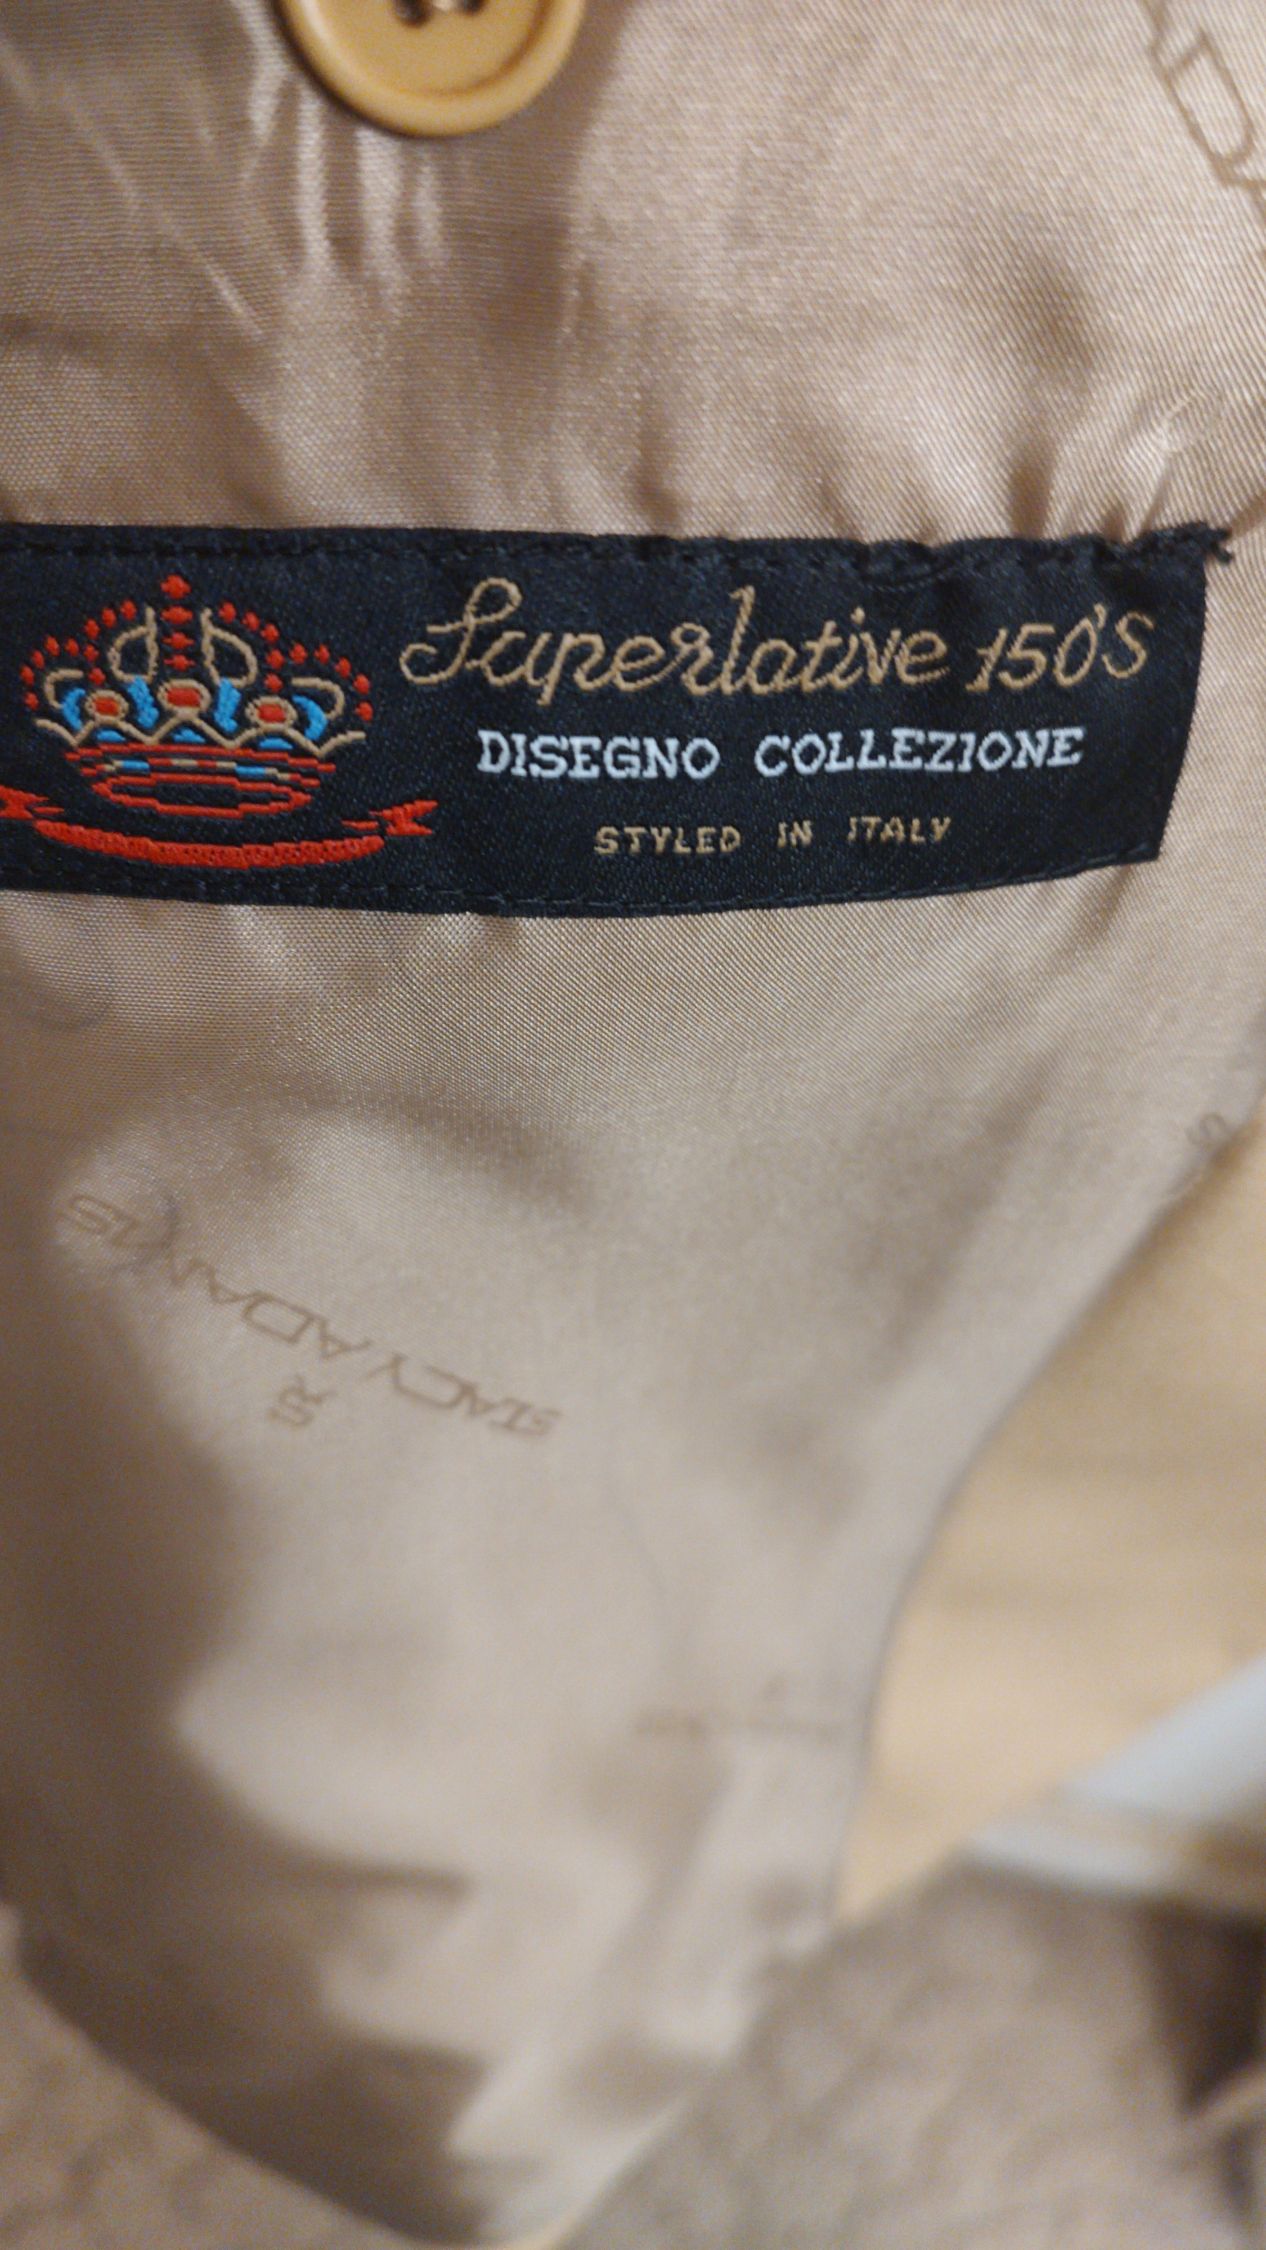 Superlative 150's
DISEGNO COLLEZIONE
STYLED IN ITALY
STACY ADAMS